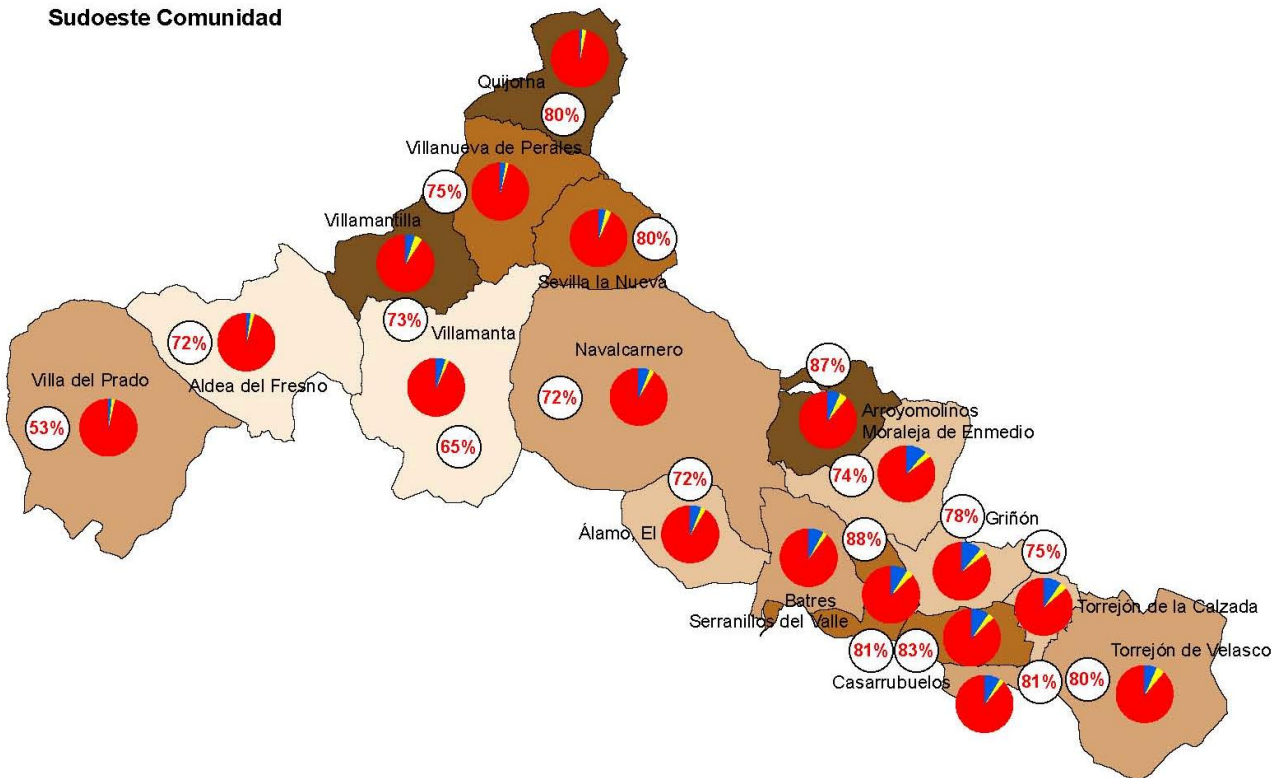 Sudoeste Comunidad
Quijorna
80%
Villanueva de Perales
75%
Villamantilla
80%
Sevilla la Nueva
73%
Villamanta
72%
Aldea del Fresno
Villa del Prado
53%
Navalcarnero
72%
65%
87%
Arroyomolinos
Moraleja de Enmedio
74%
72%
Álamo, El
78%
Griñón
88%
75%
Batres
Serranillos del Valle
Torrejón de la Calzada
81%
83%
Casarrubuelos
Torrejón de Velasco
81%
80%